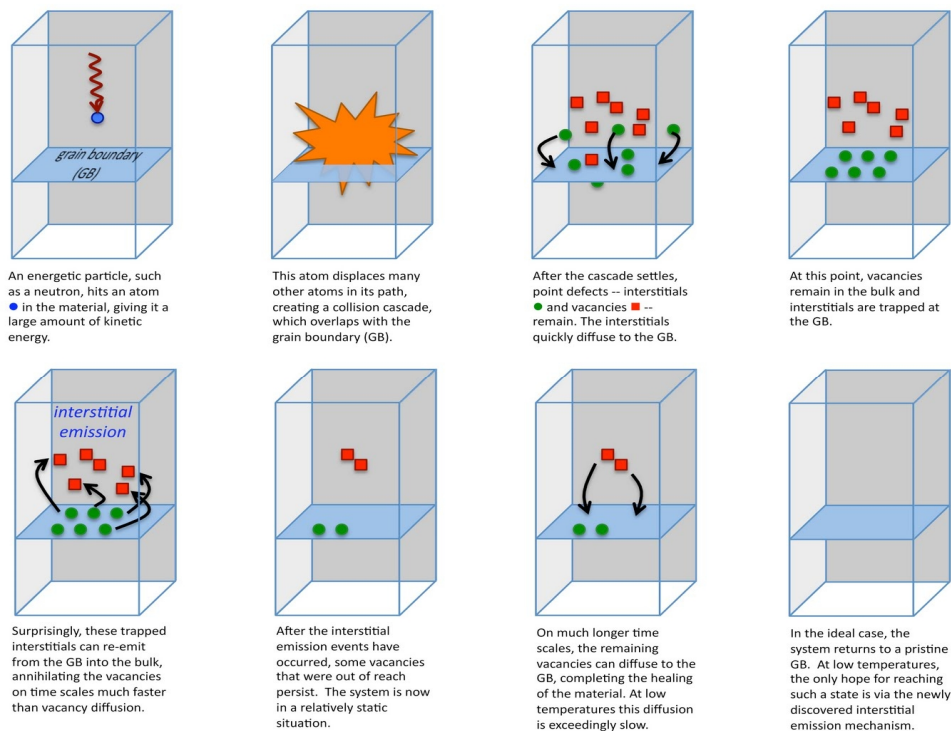 grain boundary
(GB)
An energetic particle, such
as a neutron, hits an atom
in the material, giving it a
large amount of kinetic
energy.
This atom displaces many
other atoms in its path,
creating a collision cascade,
which overlaps with the
grain boundary (GB).
After the cascade settles,
point defects -- interstitials
and vacancies --
remain. The interstitials
quickly diffuse to the GB.
At this point, vacancies
remain in the bulk and
interstitials are trapped at
the GB.
interstitial
emission
Surprisingly, these trapped
interstitials can re-emit
from the GB into the bulk,
annihilating the vacancies
on time scales much faster
than vacancy diffusion.
After the interstitial
emission events have
occurred, some vacancies
that were out of reach
persist. The system is now
in a relatively static
situation.
On much longer time
scales, the remaining
vacancies can diffuse to the
GB, completing the healing
of the material. At low
temperatures this diffusion
is exceedingly slow.
In the ideal case, the
system returns to a pristine
GB. At low temperatures,
the only hope for reaching
such a state is via the newly
discovered interstitial
emission mechanism.